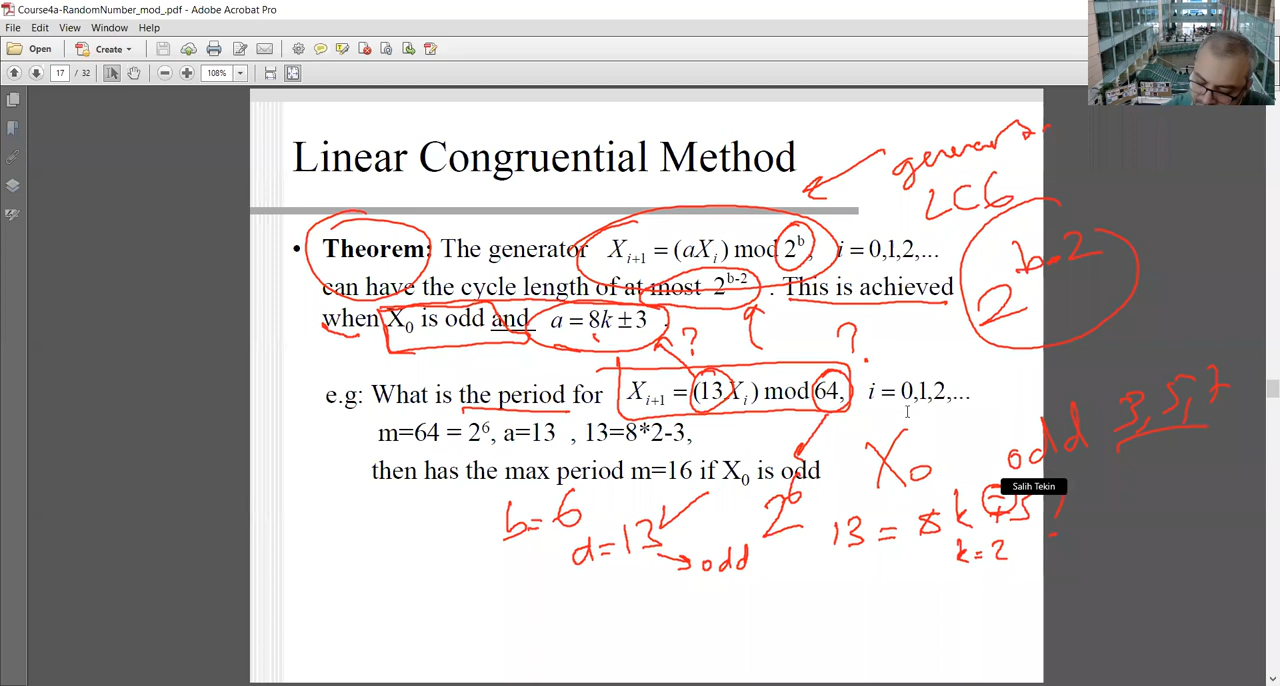 Course4a-RandomNumber_mod_.pdf - Adobe Acrobat Pro
File Edit View Window Help
Open Create
17 / 32 108%
Linear Congruential Method
LCG
• Theorem: The generator X_{i+1} = (aX_i) mod 2^b, i = 0,1,2,...
can have the cycle length of at most 2^{b-2} . This is achieved
2^{b-2}
when X_0 is odd and a = 8k ± 3 .
? ?
e.g: What is the period for X_{i+1} = (13X_i) mod 64, i = 0,1,2,...
m=64 = 2^6, a=13 , 13=8*2-3,
odd 3,5,7
then has the max period m=16 if X_0 is odd
X_0
Salih Tekin
b=6 a=13 → odd 2^6
k=2